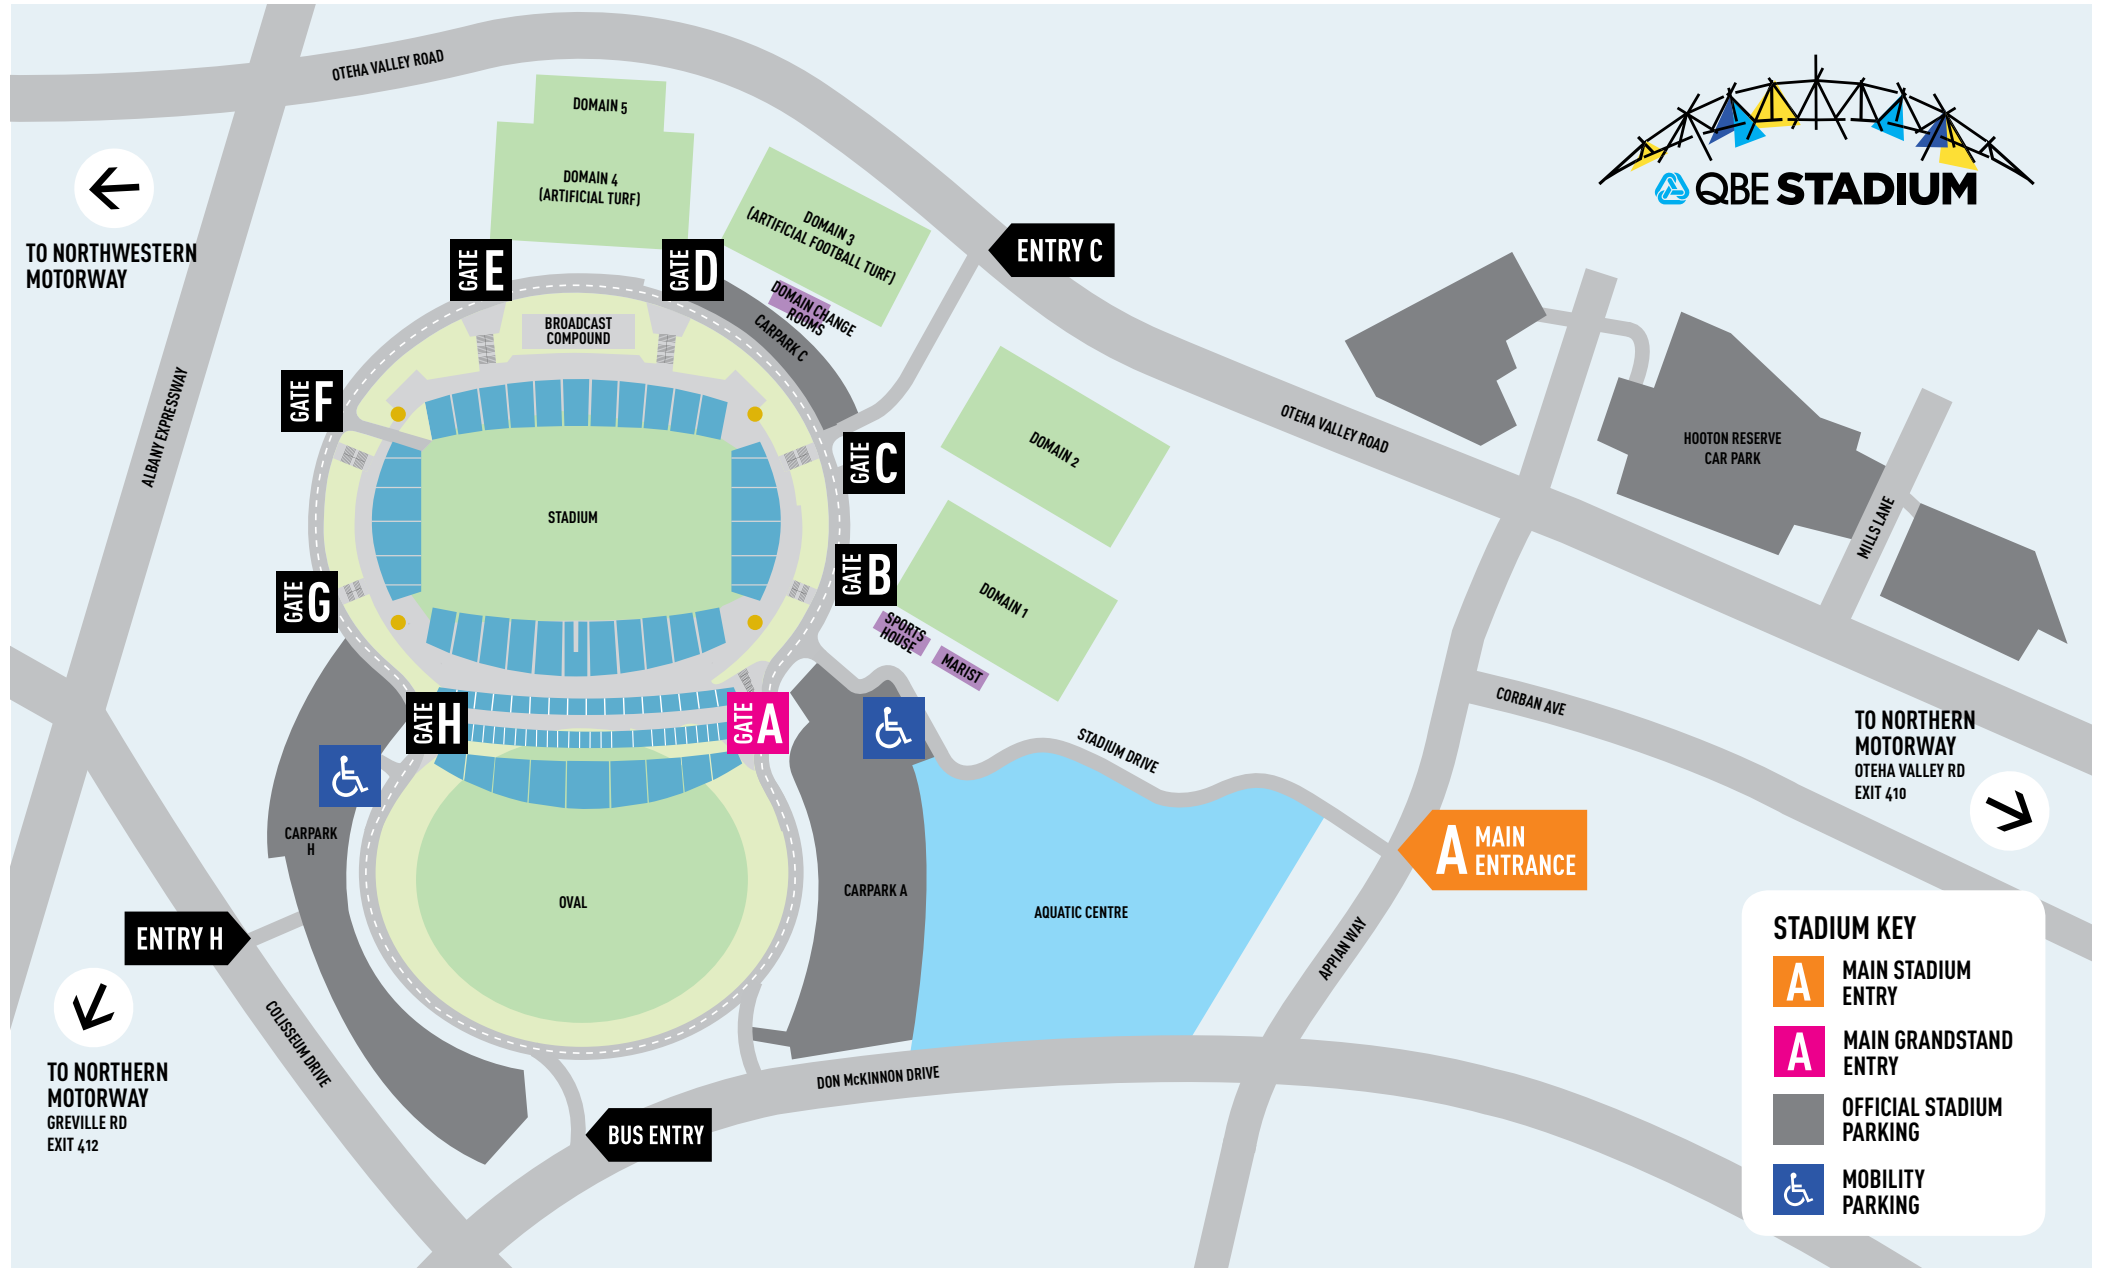 OTEHA VALLEY ROAD
DOMAIN 5
DOMAIN 4
(ARTIFICIAL TURF)
DOMAIN 3
(ARTIFICIAL FOOTBALL TURF)
DOMAIN CHANGE
ROOMS
CARPARK C
QBE STADIUM
TO NORTHWESTERN
MOTORWAY
ENTRY C
GATE E
GATE D
BROADCAST
COMPOUND
GATE F
ALBANY EXPRESSWAY
GATE C
DOMAIN 2
OTEHA VALLEY ROAD
HOOTON RESERVE
CAR PARK
MILLS LANE
STADIUM
GATE G
GATE B
DOMAIN 1
SPORTS
HOUSE
MARIST
CORBAN AVE
GATE H
GATE A
STADIUM DRIVE
TO NORTHERN
MOTORWAY
OTEHA VALLEY RD
EXIT 410
CARPARK
H
A MAIN
ENTRANCE
OVAL
CARPARK A
AQUATIC CENTRE
APPIAN WAY
ENTRY H
COLISSEUM DRIVE
TO NORTHERN
MOTORWAY
GREVILLE RD
EXIT 412
DON McKINNON DRIVE
BUS ENTRY
STADIUM KEY
A MAIN STADIUM
ENTRY
A MAIN GRANDSTAND
ENTRY
OFFICIAL STADIUM
PARKING
MOBILITY
PARKING